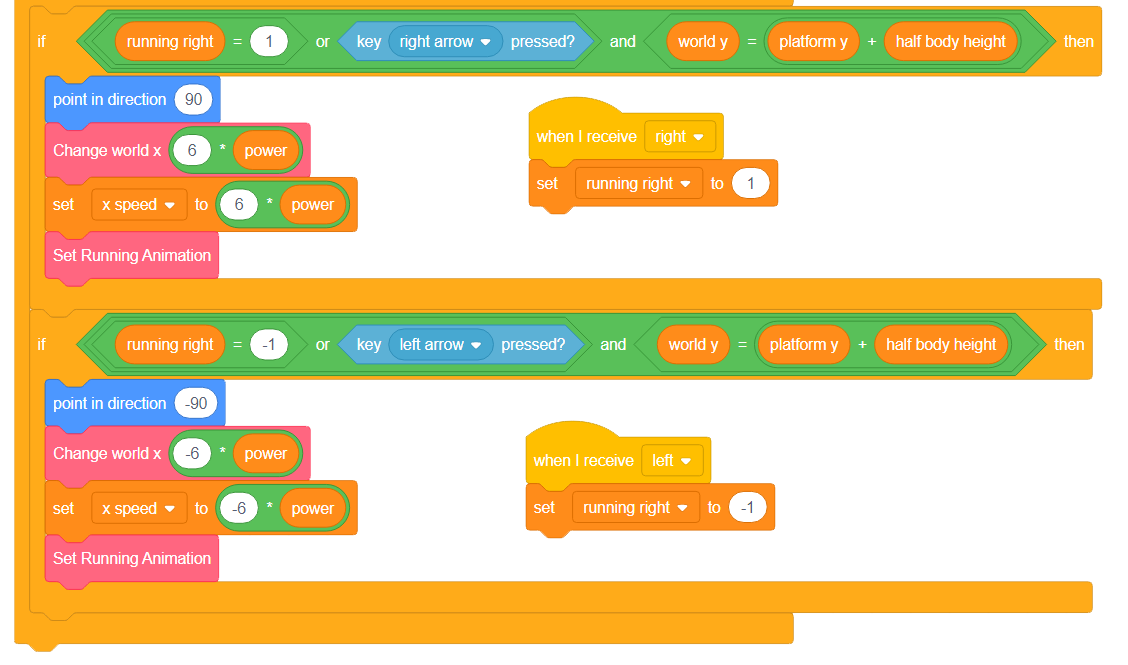 if running right = 1 or key right arrow pressed? and world y = platform y + half body height then
point in direction 90
when I receive right
Change world x 6 * power
set running right to 1
set x speed to 6 * power
Set Running Animation
if running right = -1 or key left arrow pressed? and world y = platform y + half body height then
point in direction -90
Change world x -6 * power
when I receive left
set x speed to -6 * power
set running right to -1
Set Running Animation